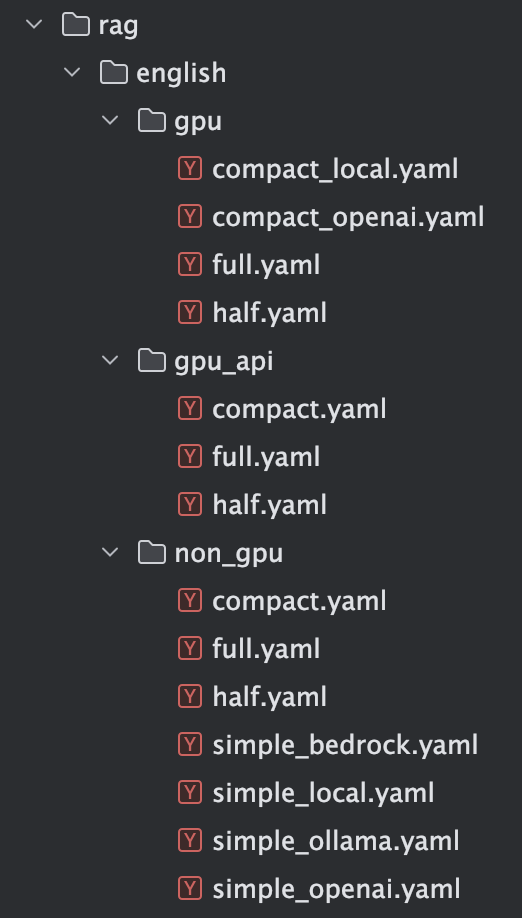 rag
english
gpu
Y compact_local.yaml
Y compact_openai.yaml
Y full.yaml
Y half.yaml
gpu_api
Y compact.yaml
Y full.yaml
Y half.yaml
non_gpu
Y compact.yaml
Y full.yaml
Y half.yaml
Y simple_bedrock.yaml
Y simple_local.yaml
Y simple_ollama.yaml
Y simple_openai.yaml